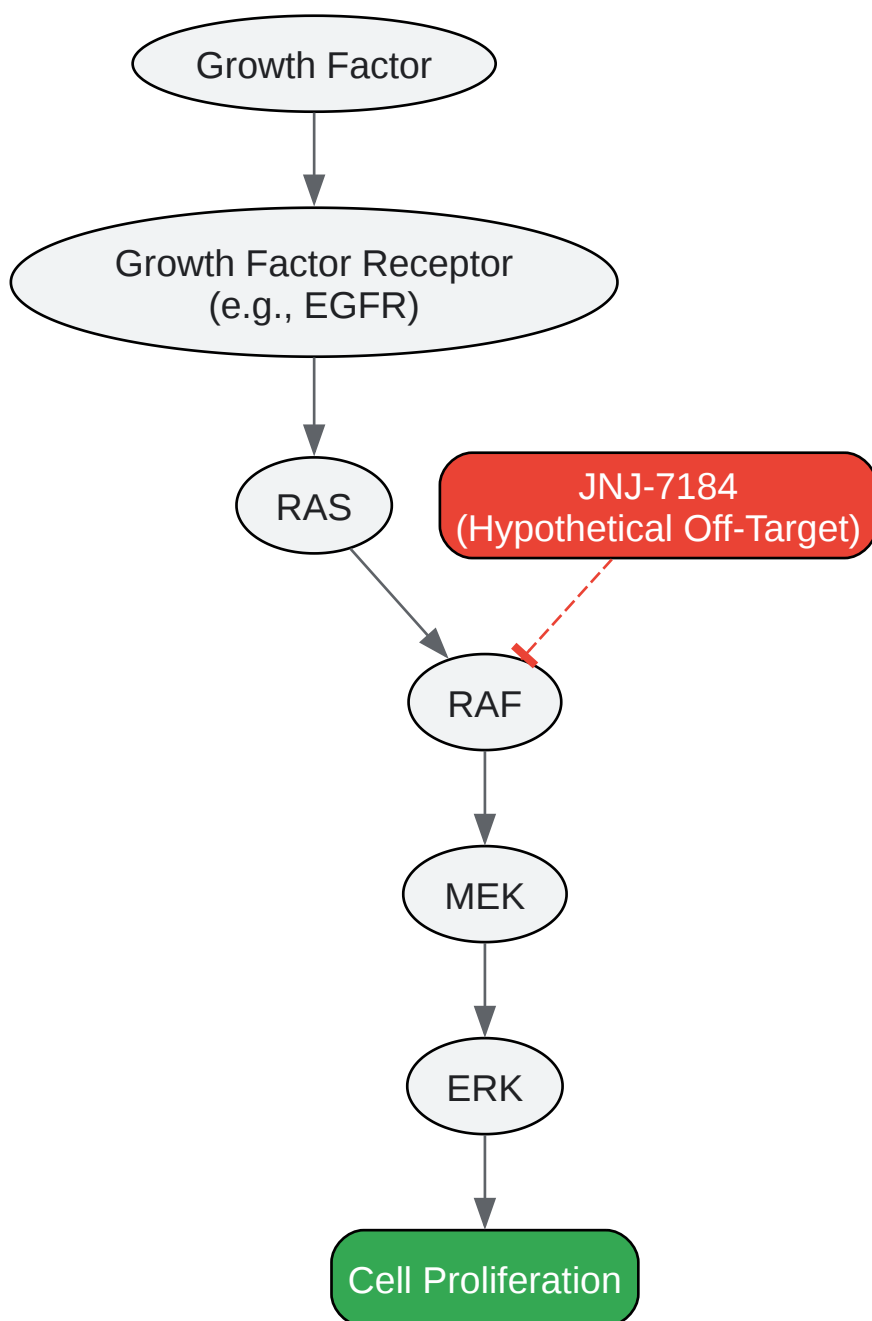 Growth Factor
Growth Factor Receptor
(e.g., EGFR)
RAS
JNJ-7184
(Hypothetical Off-Target)
RAF
MEK
ERK
Cell Proliferation